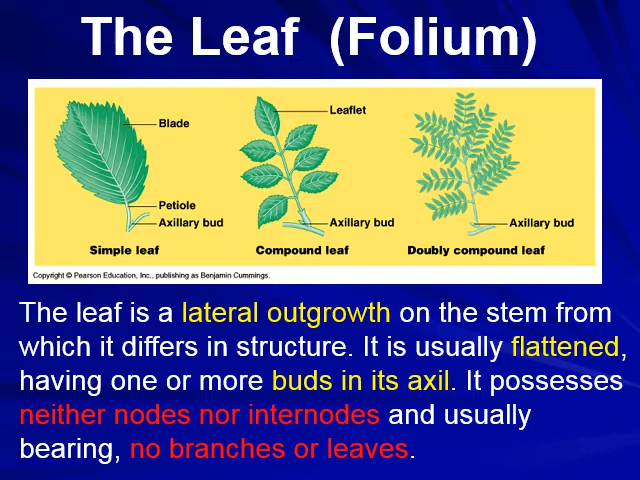 The Leaf (Folium)
Leaflet
Blade
Petiole
Axillary bud
Axillary bud
Axillary bud
Simple leaf
Compound leaf
Doubly compound leaf
Copyright © Pearson Education, Inc., publishing as Benjamin Cummings.
The leaf is a lateral outgrowth on the stem from
which it differs in structure. It is usually flattened,
having one or more buds in its axil. It possesses
neither nodes nor internodes and usually
bearing, no branches or leaves.